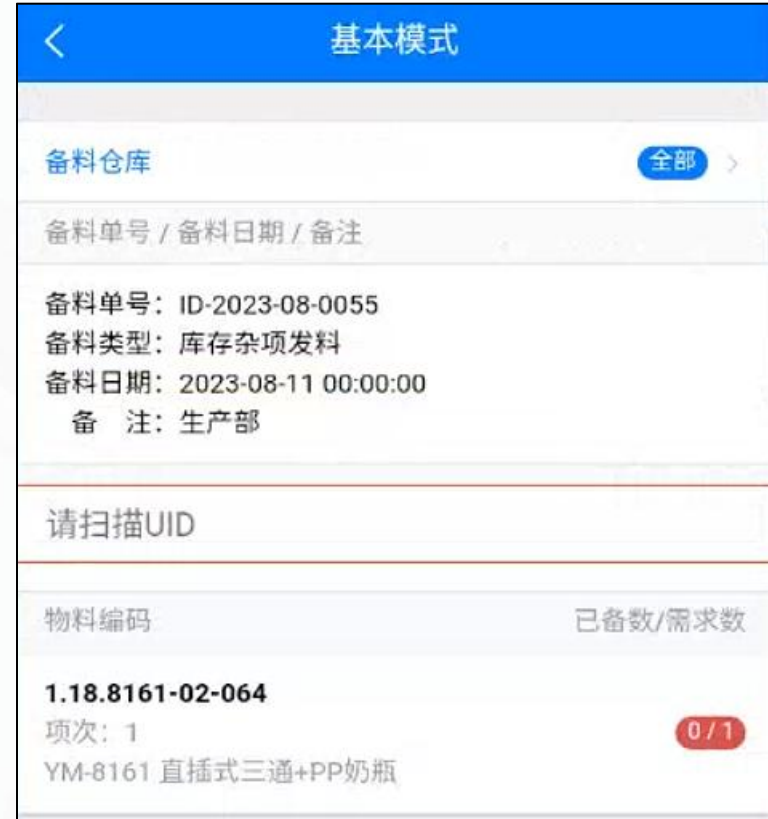 基本模式
备料仓库 全部
备料单号 / 备料日期 / 备注
备料单号：ID-2023-08-0055
备料类型：库存杂项发料
备料日期：2023-08-11 00:00:00
备 注：生产部
请扫描UID
物料编码 已备数/需求数
1.18.8161-02-064
项次：1 0 / 1
YM-8161 直插式三通+PP奶瓶